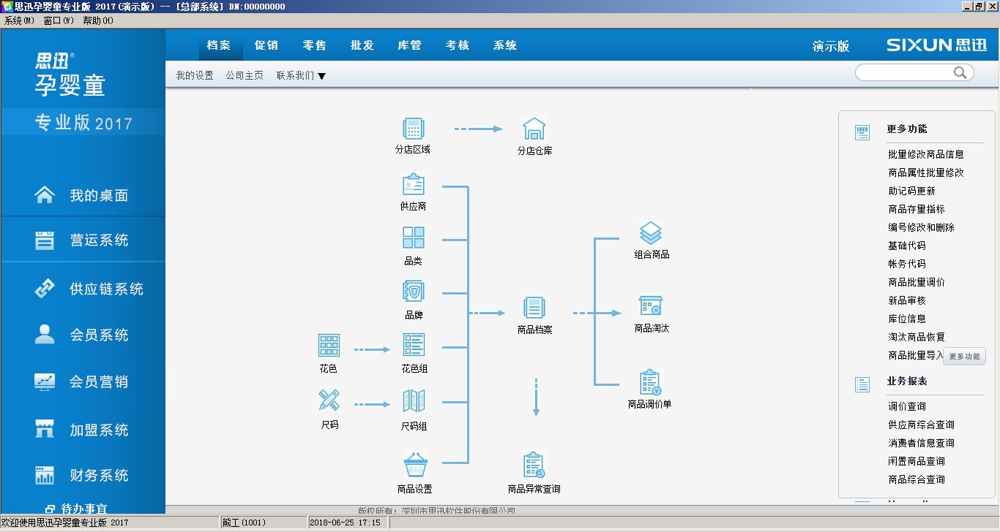 思迅孕婴童专业版 2017(演示版) -- [总部系统] DN:00000000
系统(M) 窗口(W) 帮助(H)
思迅®
孕婴童
专业版 2017
档案 促销 零售 批发 库管 考核 系统
演示版 SIXUN思迅
我的设置 公司主页 联系我们
我的桌面
营运系统
供应链系统
会员系统
会员营销
加盟系统
财务系统
待办事宜
分店区域 分店仓库
供应商
品类
品牌
花色 花色组
尺码 尺码组
商品设置
商品档案
商品异常查询
组合商品
商品淘汰
商品调价单
更多功能
批量修改商品信息
商品属性批量修改
助记码更新
商品存量指标
编号修改和删除
基础代码
帐务代码
商品批量调价
新品审核
库位信息
淘汰商品恢复
商品批量导入
更多功能
业务报表
调价查询
供应商综合查询
消费者信息查询
闲置商品查询
商品综合查询
版权所有：深圳市思迅软件股份有限公司
欢迎使用思迅孕婴童专业版 2017 熊工(1001) 2018-06-25 17:15